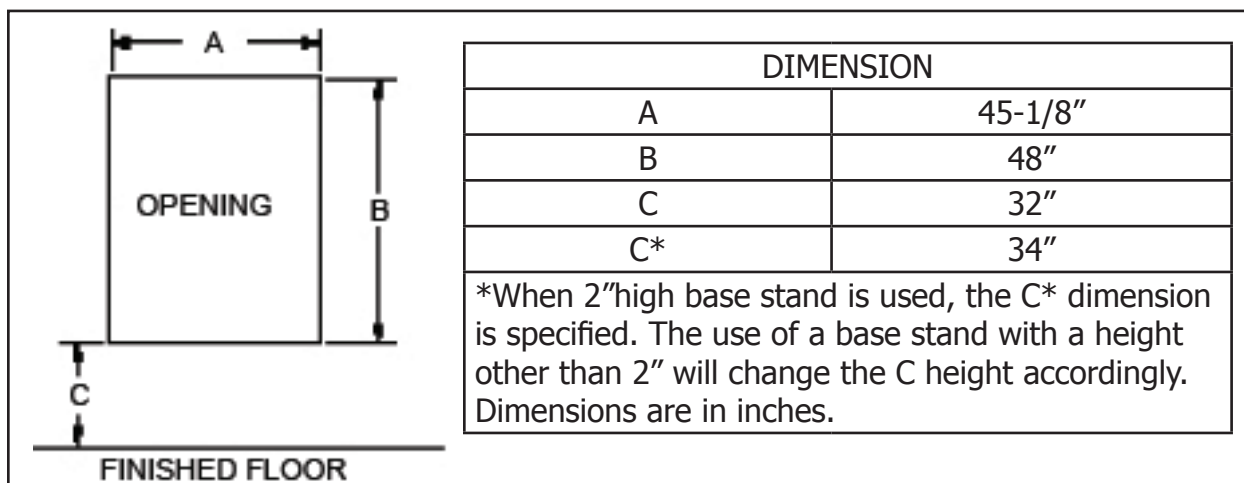 A
OPENING
B
C
FINISHED FLOOR
DIMENSION
A 45-1/8″
B 48″
C 32″
C* 34″
*When 2″high base stand is used, the C* dimension
is specified. The use of a base stand with a height
other than 2″ will change the C height accordingly.
Dimensions are in inches.